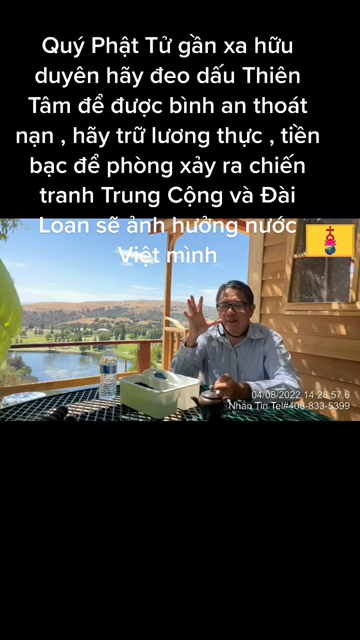 Quý Phật Tử gần xa hữu
duyên hãy đeo dấu Thiên
Tâm để được bình an thoát
nạn , hãy trữ lương thực , tiền
bạc để phòng xảy ra chiến
tranh Trung Cộng và Đài
Loan sẽ ảnh hưởng nước
Việt mình
04/08/2022 14:28:57.6
Nhắn Tin Tel#408-833-5399